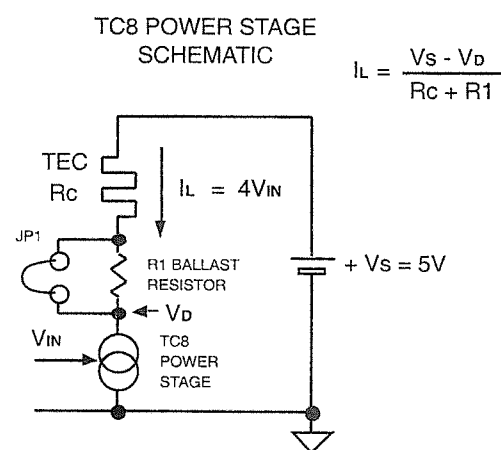 TC8 POWER STAGE
SCHEMATIC
IL = VS - VD
RC + R1
TEC
RC
IL = 4VIN
JP1
R1 BALLAST
RESISTOR
+ VS = 5V
VD
VIN
TC8
POWER
STAGE